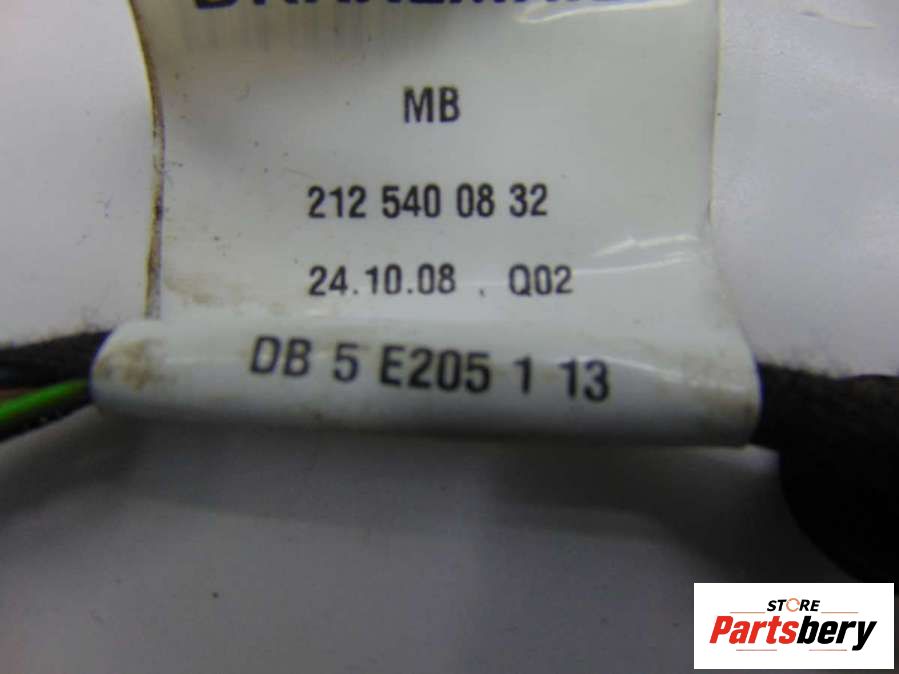 MB
212 540 08 32
24.10.08 . Q02
DB 5 E205 1 13
STORE
Partsbery